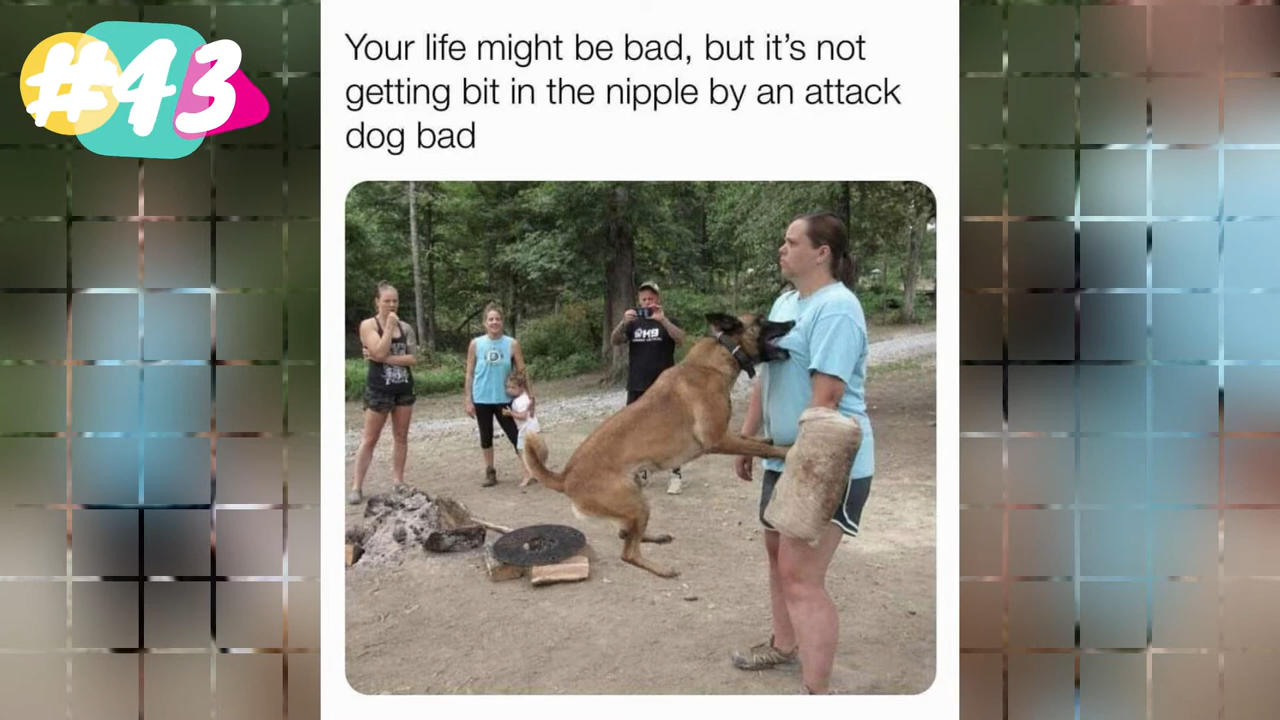 #43
Your life might be bad, but it's not
getting bit in the nipple by an attack
dog bad
K9